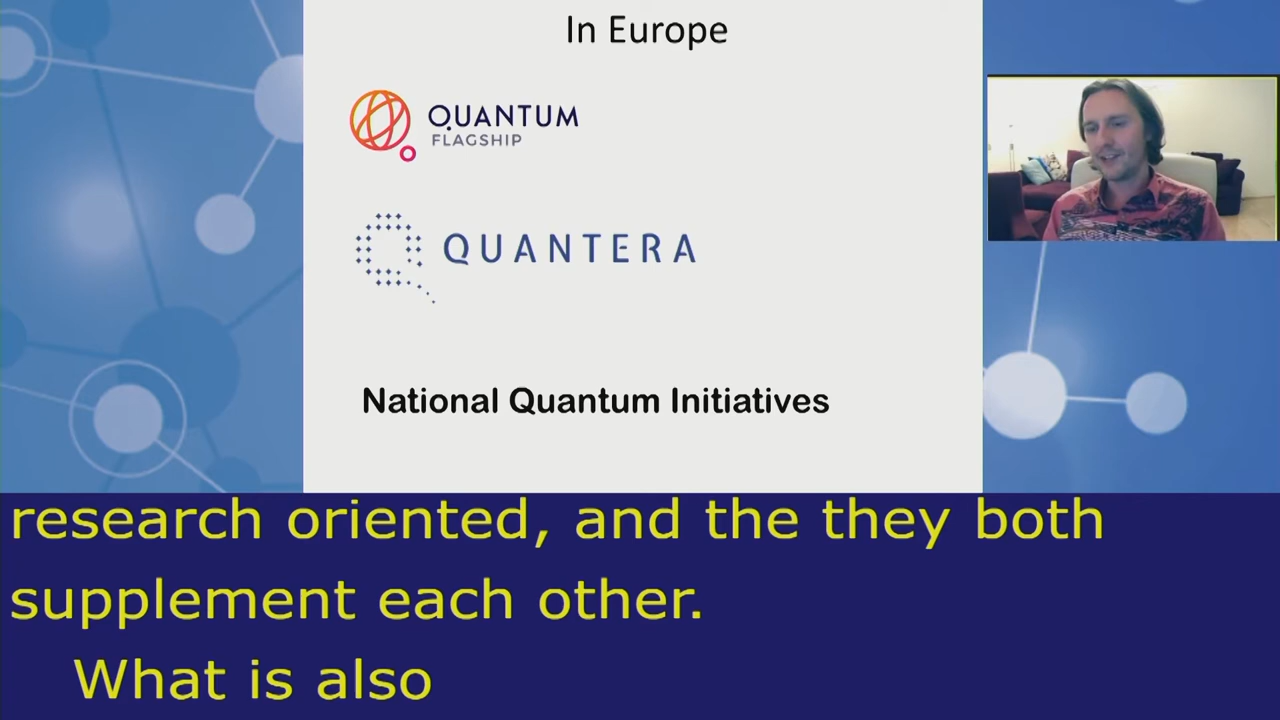 In Europe
QUANTUM
FLAGSHIP
QUANTERA
National Quantum Initiatives
research oriented, and the they both
supplement each other.
What is also